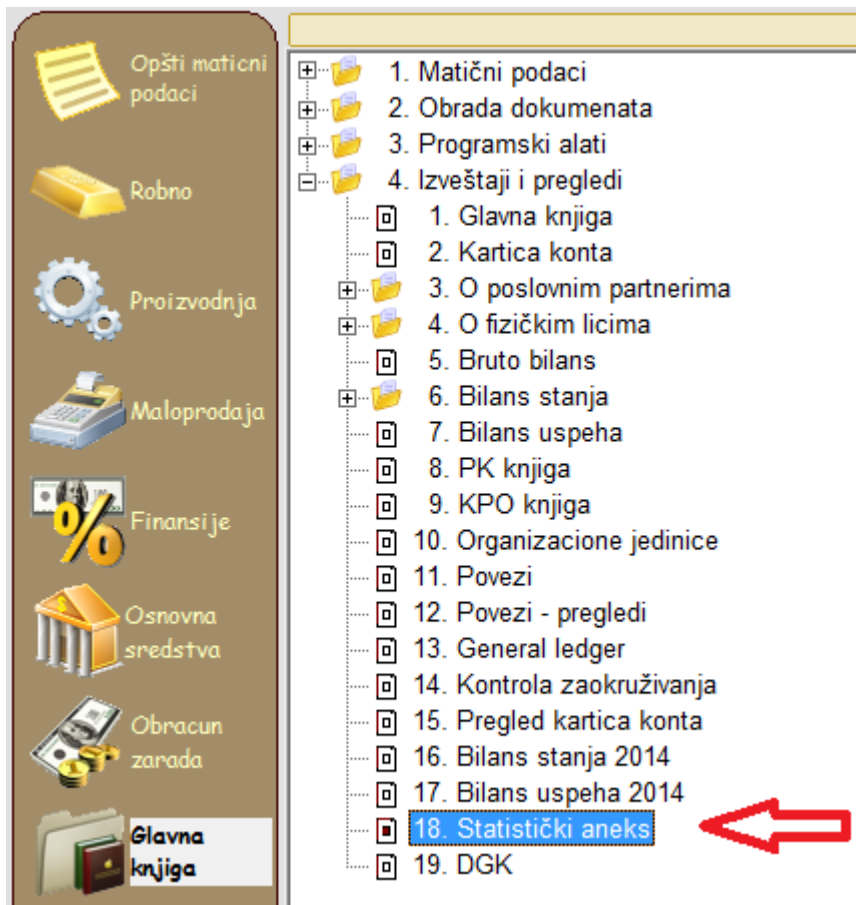 Opšti maticni
podaci
Robno
Proizvodnja
Maloprodaja
Finansije
Osnovna
sredstva
Obracun
zarada
Glavna
knjiga
1. Matični podaci
2. Obrada dokumenata
3. Programski alati
4. Izveštaji i pregledi
1. Glavna knjiga
2. Kartica konta
3. O poslovnim partnerima
4. O fizičkim licima
5. Bruto bilans
6. Bilans stanja
7. Bilans uspeha
8. PK knjiga
9. KPO knjiga
10. Organizacione jedinice
11. Povezi
12. Povezi - pregledi
13. General ledger
14. Kontrola zaokruživanja
15. Pregled kartica konta
16. Bilans stanja 2014
17. Bilans uspeha 2014
18. Statistički aneks
19. DGK